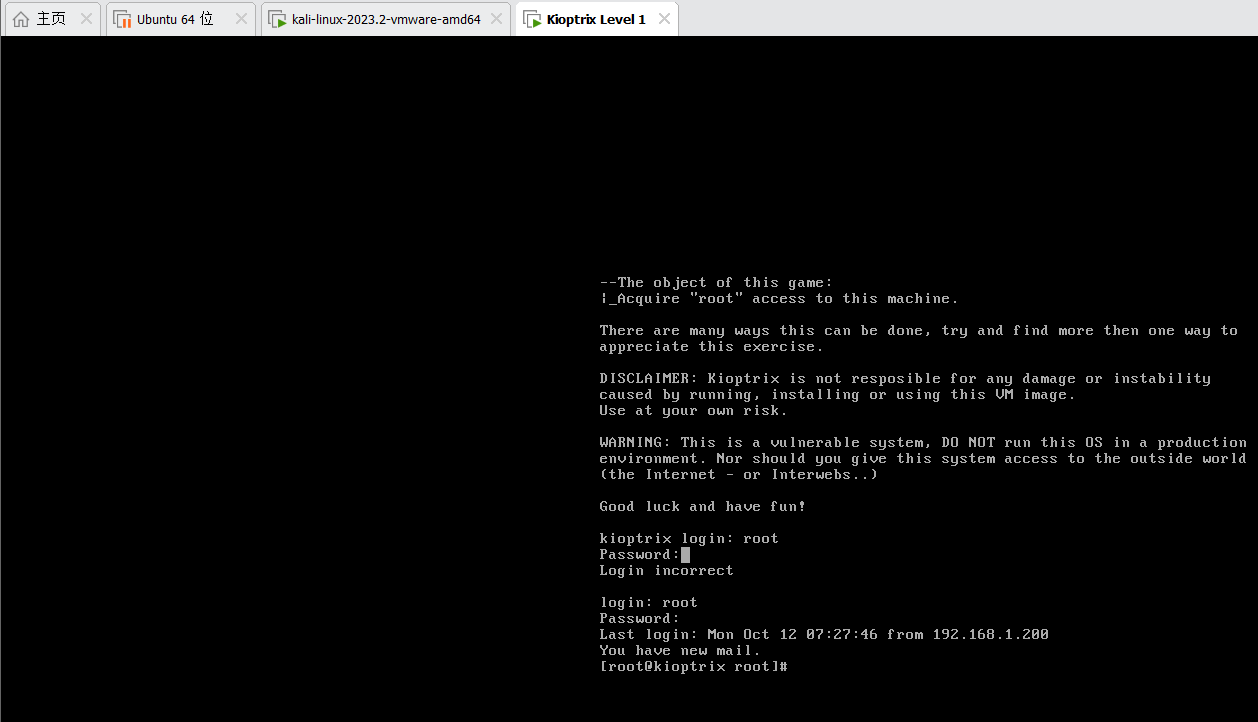 主页
Ubuntu 64 位
kali-linux-2023.2-vmware-amd64
Kioptrix Level 1
--The object of this game:
|_Acquire "root" access to this machine.
There are many ways this can be done, try and find more then one way to
appreciate this exercise.
DISCLAIMER: Kioptrix is not resposible for any damage or instability
caused by running, installing or using this VM image.
Use at your own risk.
WARNING: This is a vulnerable system, DO NOT run this OS in a production
environment. Nor should you give this system access to the outside world
(the Internet - or Interwebs..)
Good luck and have fun!
kioptrix login: root
Password:
Login incorrect
login: root
Password:
Last login: Mon Oct 12 07:27:46 from 192.168.1.200
You have new mail.
[root@kioptrix root]#